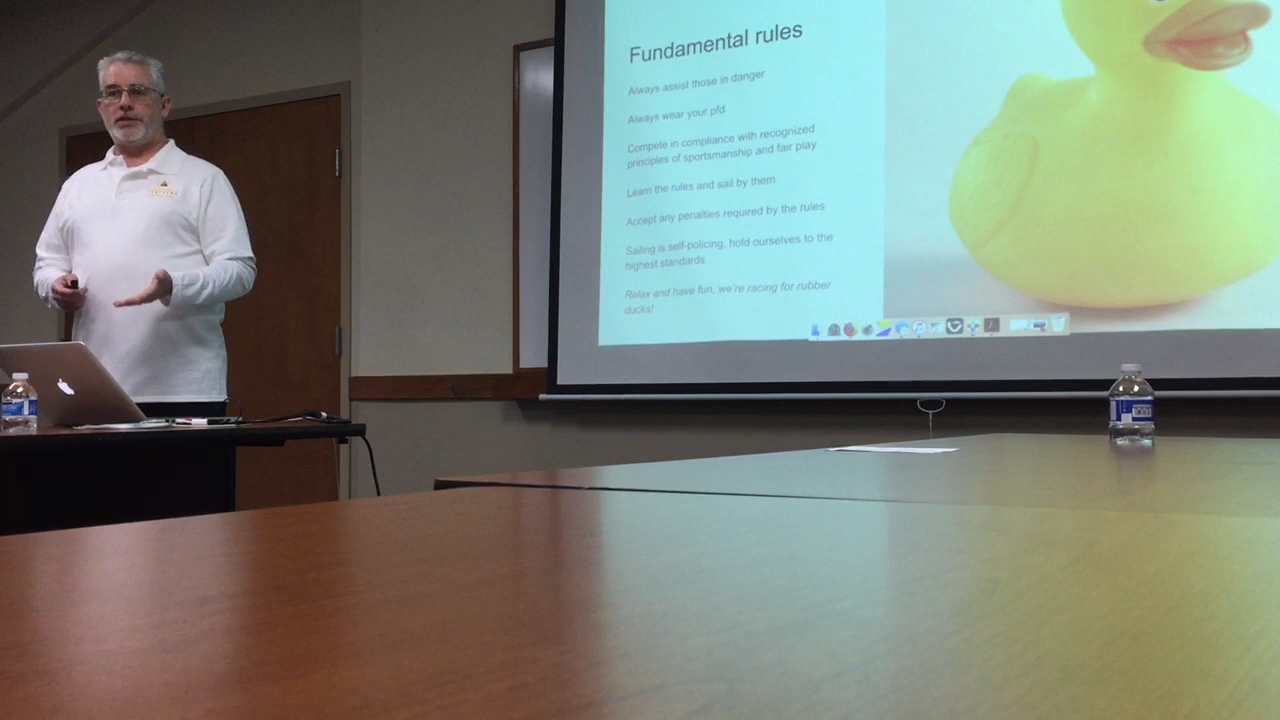 Fundamental rules
Always assist those in danger
Always wear your pfd
Compete in compliance with recognized
principles of sportsmanship and fair play
Learn the rules and sail by them
Accept any penalties required by the rules
Sailing is self-policing, hold ourselves to the
highest standards
Relax and have fun, we're racing for rubber
ducks!